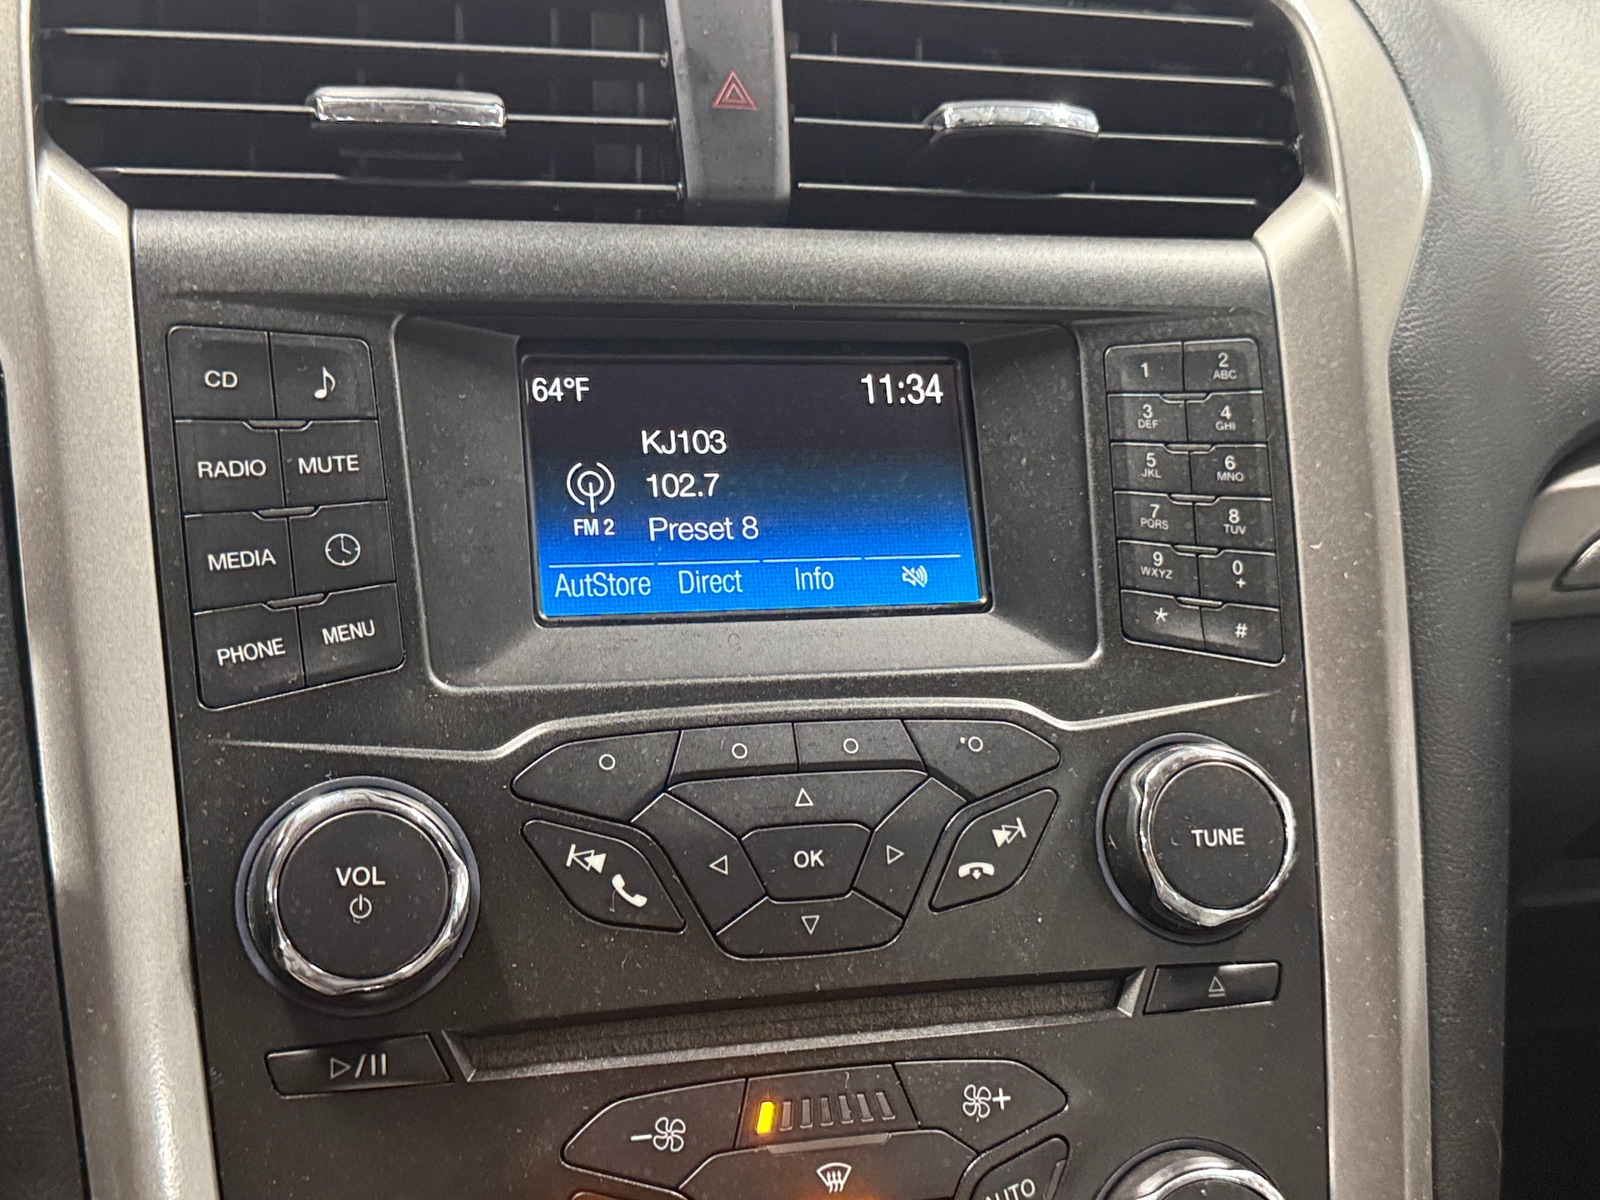 64°F 11:34
KJ103
102.7
FM 2 Preset 8
AutStore Direct Info
CD
RADIO MUTE
MEDIA
PHONE MENU
1 2 ABC
3 DEF 4 GHI
5 JKL 6 MNO
7 PQRS 8 TUV
9 WXYZ 0 +
* #
VOL
OK
TUNE
AUTO